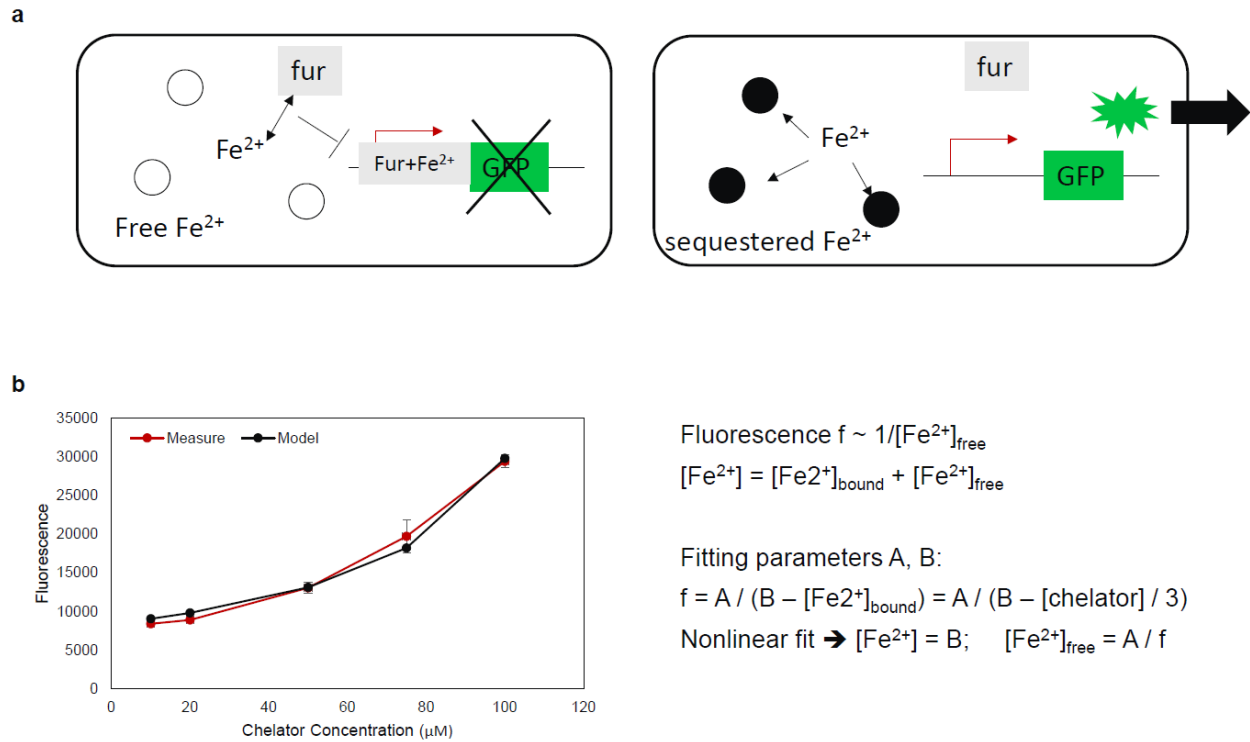 a
fur
Fe²⁺
Fur+Fe²⁺
GFP
Free Fe²⁺
fur
Fe²⁺
GFP
sequestered Fe²⁺
b
35000
30000
25000
20000
15000
10000
5000
0
Fluorescence
Measure
Model
0
20
40
60
80
100
120
Chelator Concentration (μM)
Fluorescence f ~ 1/[Fe²⁺]free
[Fe²⁺] = [Fe2⁺]bound + [Fe²⁺]free
Fitting parameters A, B:
f = A / (B – [Fe2⁺]bound) = A / (B – [chelator] / 3)
Nonlinear fit ➔ [Fe²⁺] = B; [Fe²⁺]free = A / f